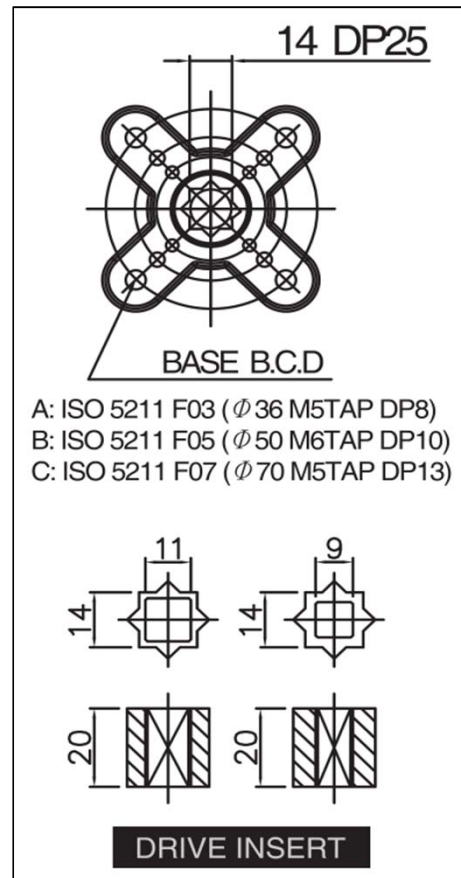 14 DP25
BASE B.C.D
A: ISO 5211 F03 (Φ36 M5TAP DP8)
B: ISO 5211 F05 (Φ50 M6TAP DP10)
C: ISO 5211 F07 (Φ70 M5TAP DP13)
11
9
14
14
20
20
DRIVE INSERT